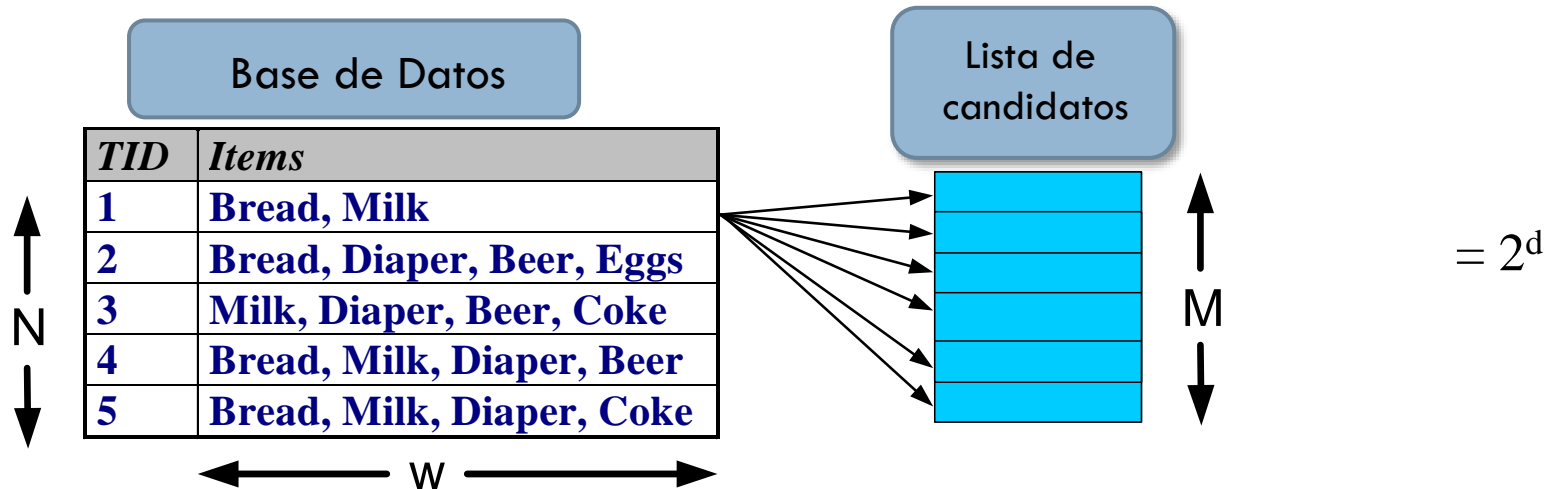 Base de Datos
Lista de
candidatos
TID Items
1 Bread, Milk
2 Bread, Diaper, Beer, Eggs
3 Milk, Diaper, Beer, Coke
4 Bread, Milk, Diaper, Beer
5 Bread, Milk, Diaper, Coke
N
w
M
= 2^d